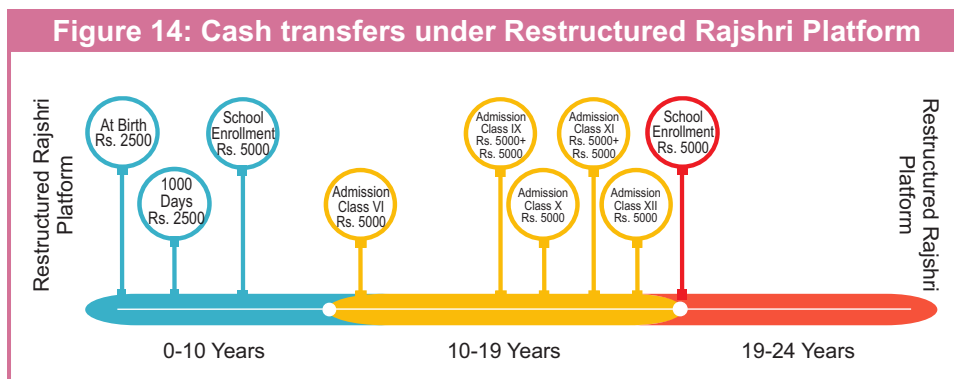 Figure 14: Cash transfers under Restructured Rajshri Platform
Restructured Rajshri
Platform
At Birth
Rs. 2500
1000
Days
Rs. 2500
School
Enrollment
Rs. 5000
Admission
Class VI
Rs. 5000
Admission
Class IX
Rs. 5000+
Rs. 5000
Admission
Class X
Rs. 5000
Admission
Class XI
Rs. 5000+
Rs. 5000
Admission
Class XII
Rs. 5000
School
Enrollment
Rs. 5000
Restructured Rajshri
Platform
0-10 Years
10-19 Years
19-24 Years